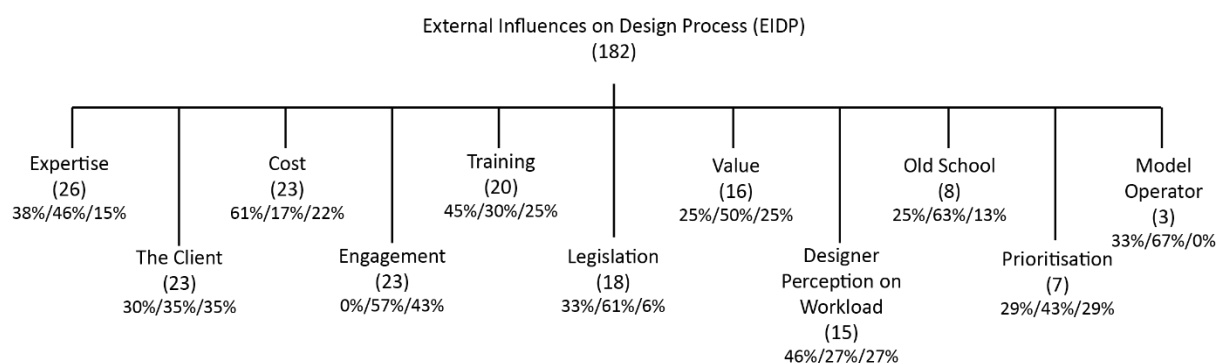 External Influences on Design Process (EIDP)
(182)
Expertise
(26)
38%/46%/15%
The Client
(23)
30%/35%/35%
Cost
(23)
61%/17%/22%
Engagement
(23)
0%/57%/43%
Training
(20)
45%/30%/25%
Legislation
(18)
33%/61%/6%
Value
(16)
25%/50%/25%
Designer
Perception on
Workload
(15)
46%/27%/27%
Old School
(8)
25%/63%/13%
Prioritisation
(7)
29%/43%/29%
Model
Operator
(3)
33%/67%/0%